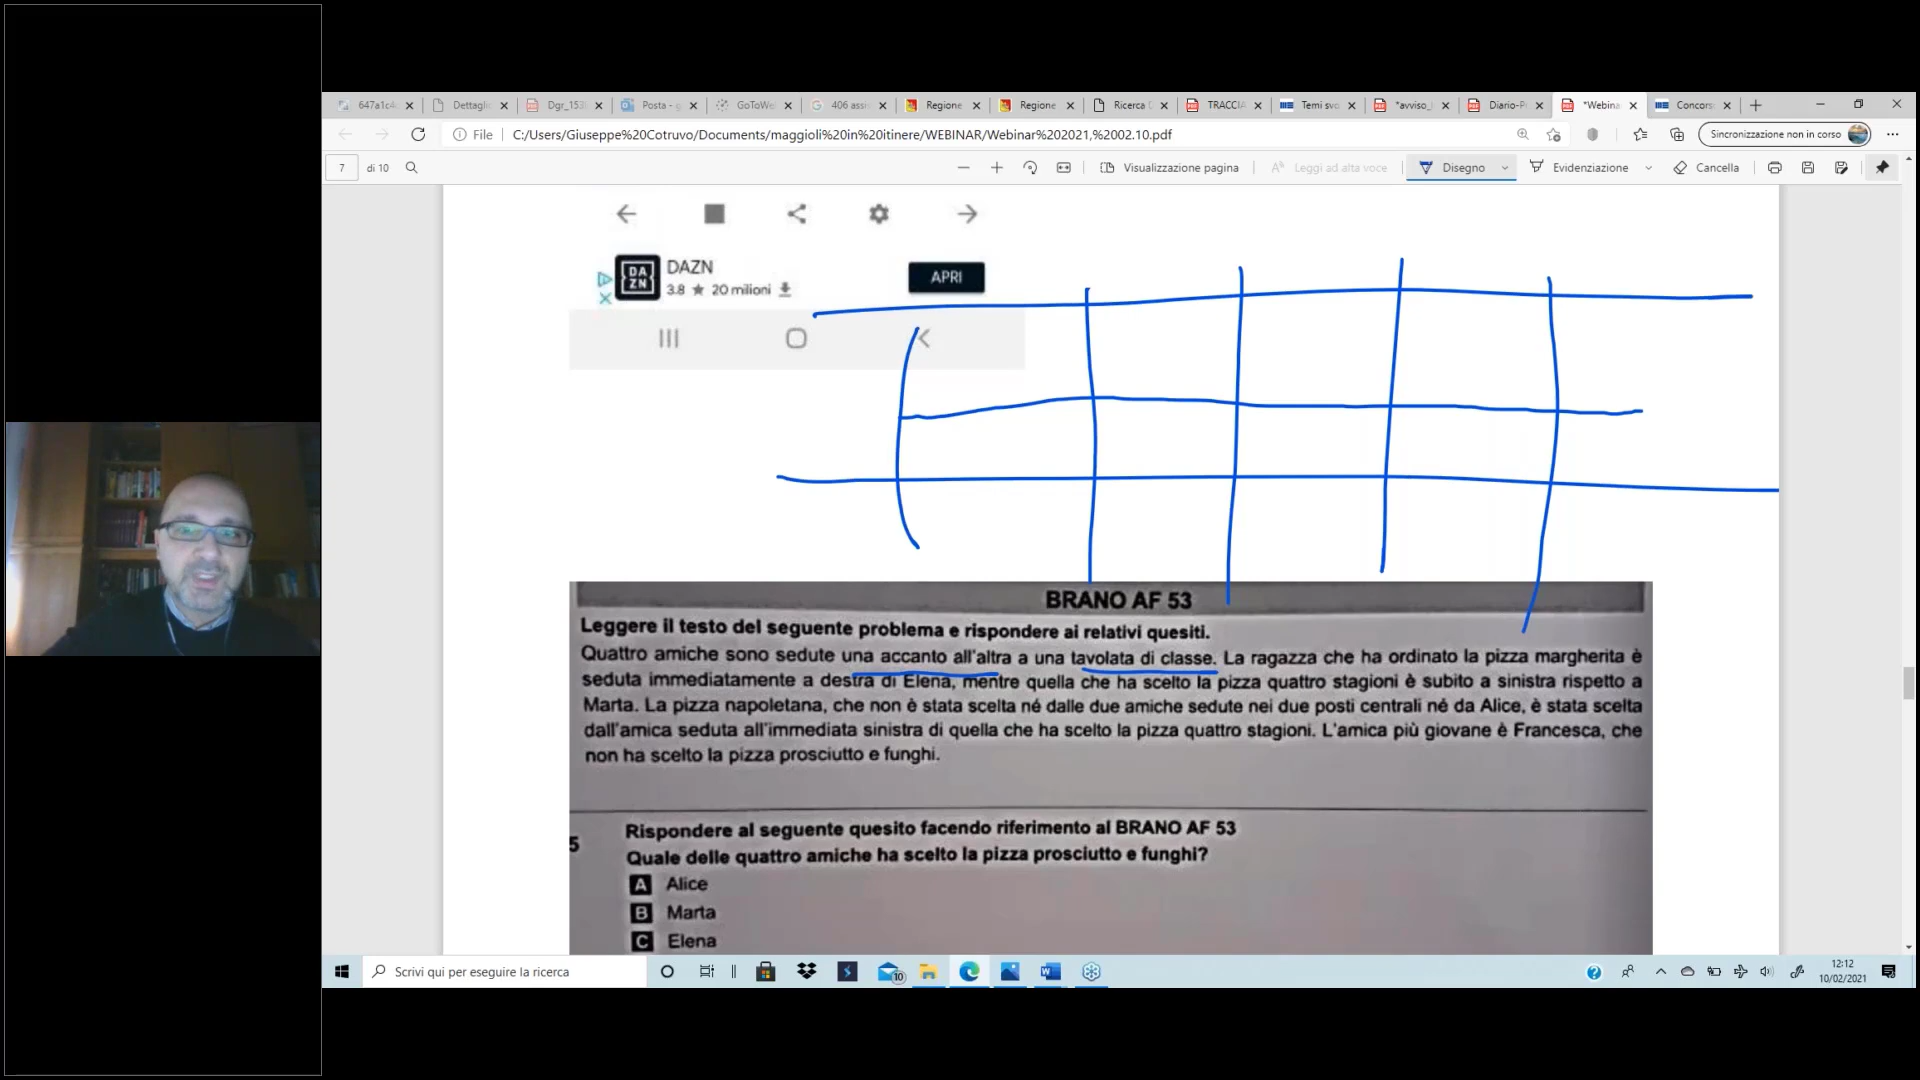 647a1c4
Dettagli
Dgr_153
Posta - g
GoToWe
406 assi
Regione
Regione
Ricerca
TRACCIA
Temi svo
*avviso_
Diario-P
*Webina
Concors
File
C:/Users/Giuseppe%20Cotruvo/Documents/maggioli%20in%20itinere/WEBINAR/Webinar%202021,%2002.10.pdf
Sincronizzazione non in corso
7 di 10
Visualizzazione pagina
Leggi ad alta voce
Disegno
Evidenziazione
Cancella
DA ZN
DAZN
3.8 ★ 20 milioni
APRI
BRANO AF 53
Leggere il testo del seguente problema e rispondere ai relativi quesiti.
Quattro amiche sono sedute una accanto all'altra a una tavolata di classe. La ragazza che ha ordinato la pizza margherita è
seduta immediatamente a destra di Elena, mentre quella che ha scelto la pizza quattro stagioni è subito a sinistra rispetto a
Marta. La pizza napoletana, che non è stata scelta né dalle due amiche sedute nei due posti centrali né da Alice, è stata scelta
dall'amica seduta all'immediata sinistra di quella che ha scelto la pizza quattro stagioni. L'amica più giovane è Francesca, che
non ha scelto la pizza prosciutto e funghi.
Rispondere al seguente quesito facendo riferimento al BRANO AF 53
5
Quale delle quattro amiche ha scelto la pizza prosciutto e funghi?
A Alice
B Marta
C Elena
Scrivi qui per eseguire la ricerca
10
12:12
10/02/2021